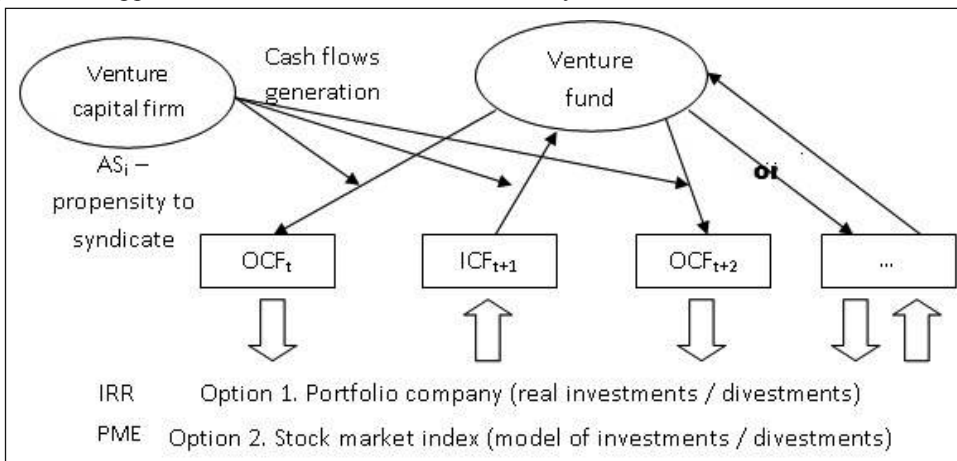 Venture
capital firm
Cash flows
generation
Venture
fund
ASi –
propensity to
syndicate
oi
OCFt
ICFt+1
OCFt+2
...
IRR Option 1. Portfolio company (real investments / divestments)
PME Option 2. Stock market index (model of investments / divestments)